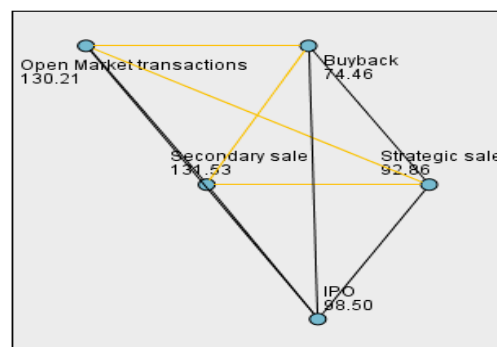 Open Market transactions
130.21
Buyback
74.46
Secondary sale
131.53
Strategic sale
92.86
IPO
98.50